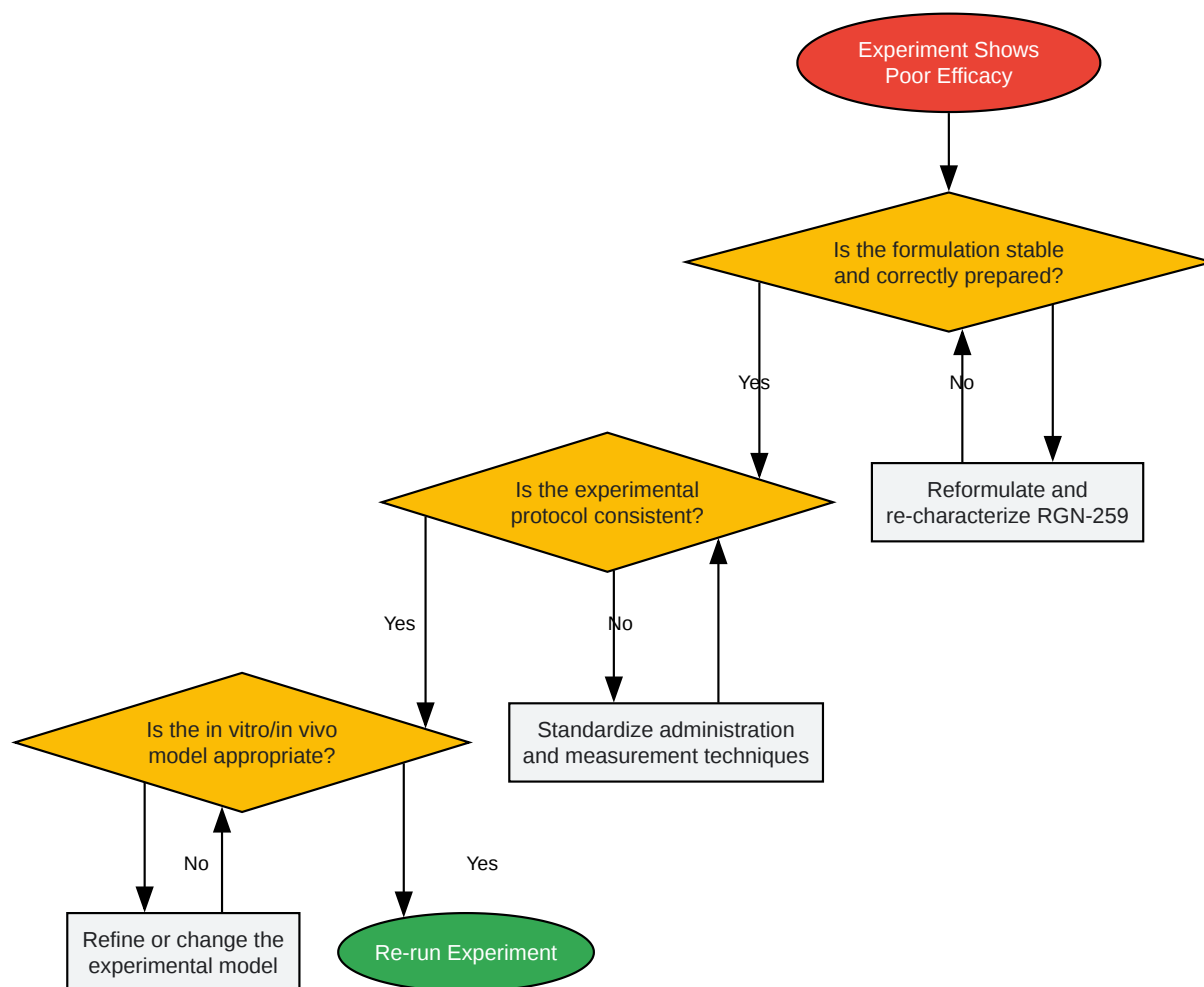 Experiment Shows
Poor Efficacy
Is the formulation stable
and correctly prepared?
Yes
No
Is the experimental
protocol consistent?
Reformulate and
re-characterize RGN-259
Yes
No
Is the in vitro/in vivo
model appropriate?
Standardize administration
and measurement techniques
No
Yes
Refine or change the
experimental model
Re-run Experiment